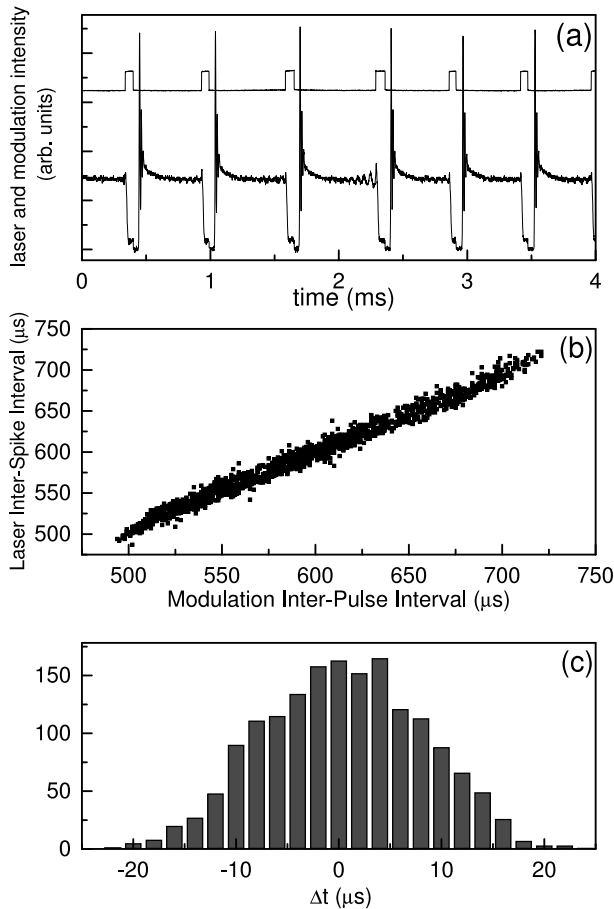 (a)
laser and modulation intensity
(arb. units)
0 1 2 3 4
time (ms)
(b)
Laser Inter-Spike Interval (μs)
750
700
650
600
550
500
500 550 600 650 700 750
Modulation Inter-Pulse Interval (μs)
(c)
150
100
50
0
-20 -10 0 10 20
Δt (μs)